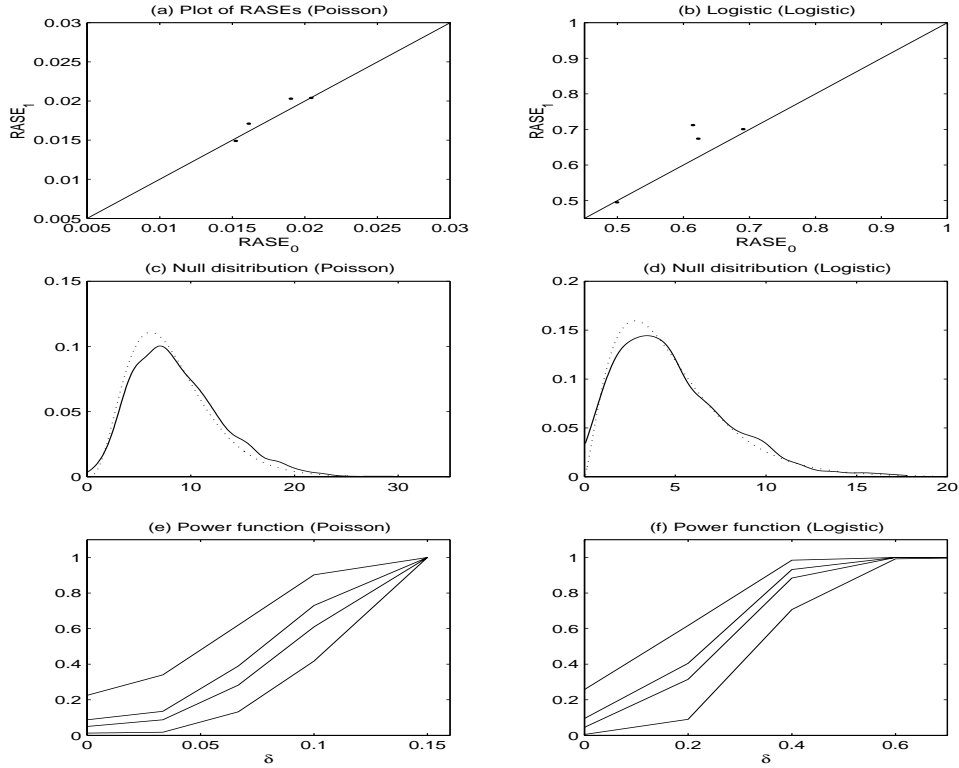 (a) Plot of RASEs (Poisson)
0.03
0.025
0.02
0.015
0.01
0.005
RASE1
0.005 0.01 0.015 0.02 0.025 0.03
RASE0
(b) Logistic (Logistic)
1
0.9
0.8
0.7
0.6
0.5
RASE1
0.5 0.6 0.7 0.8 0.9 1
RASE0
(c) Null disitribution (Poisson)
0.15
0.1
0.05
0
0 10 20 30
(d) Null disitribution (Logistic)
0.2
0.15
0.1
0.05
0
0 5 10 15 20
(e) Power function (Poisson)
1
0.8
0.6
0.4
0.2
0
0 0.05 0.1 0.15
δ
(f) Power function (Logistic)
1
0.8
0.6
0.4
0.2
0
0 0.2 0.4 0.6
δ